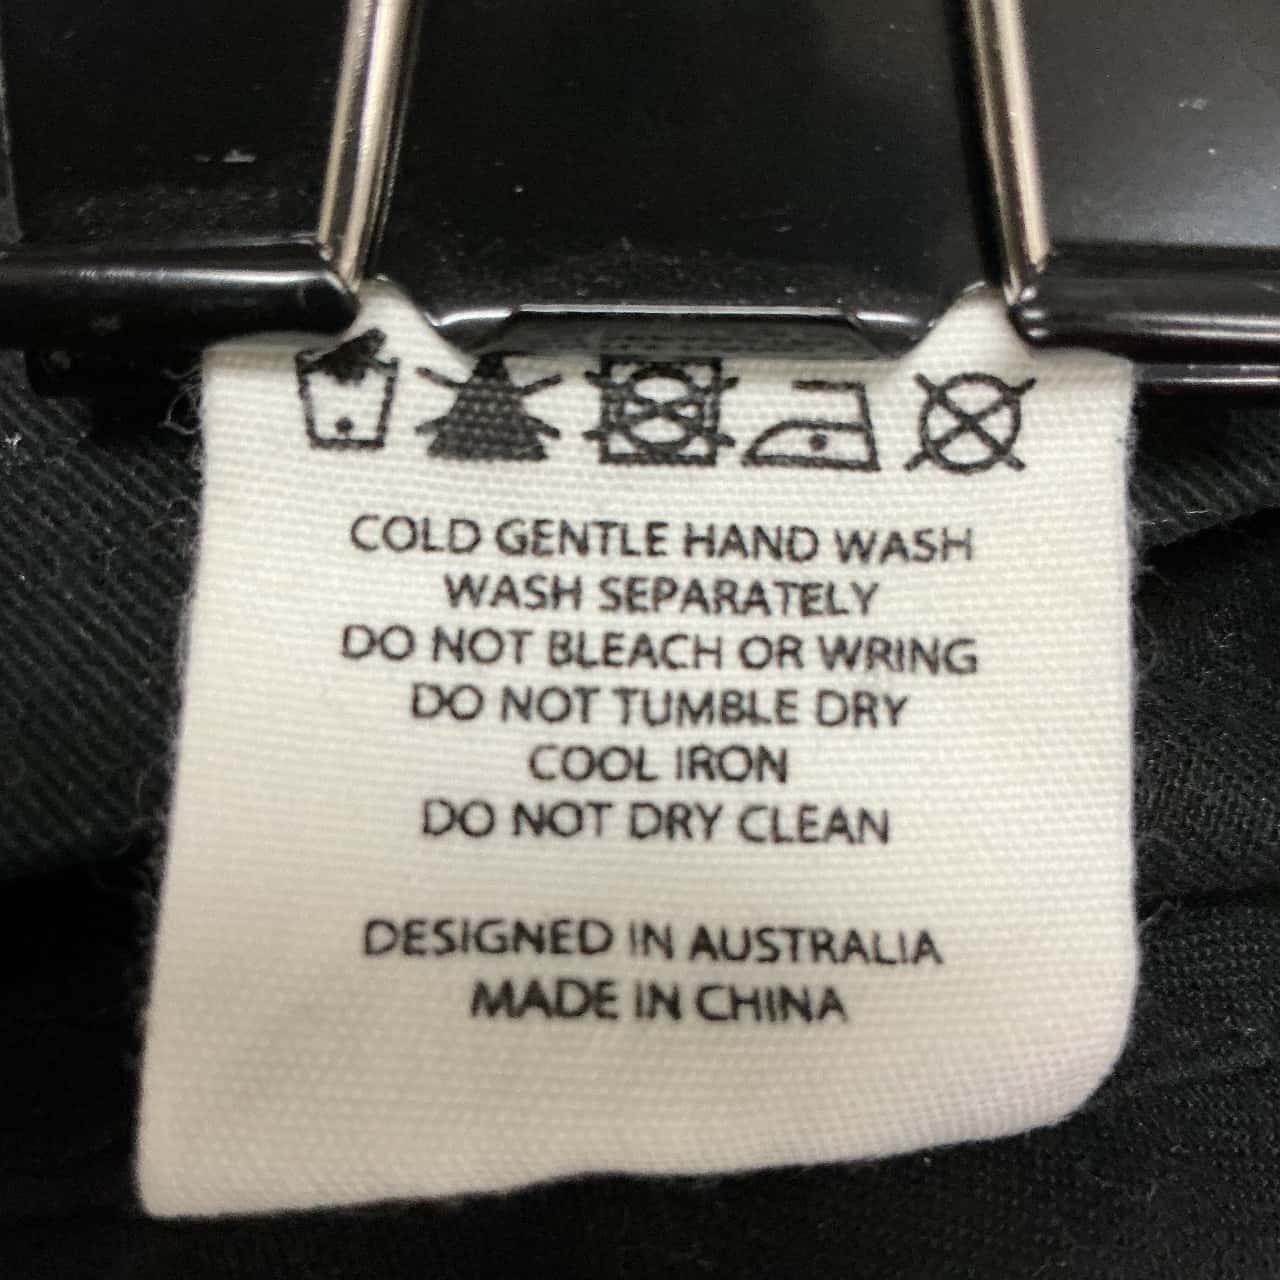 COLD GENTLE HAND WASH
WASH SEPARATELY
DO NOT BLEACH OR WRING
DO NOT TUMBLE DRY
COOL IRON
DO NOT DRY CLEAN
DESIGNED IN AUSTRALIA
MADE IN CHINA